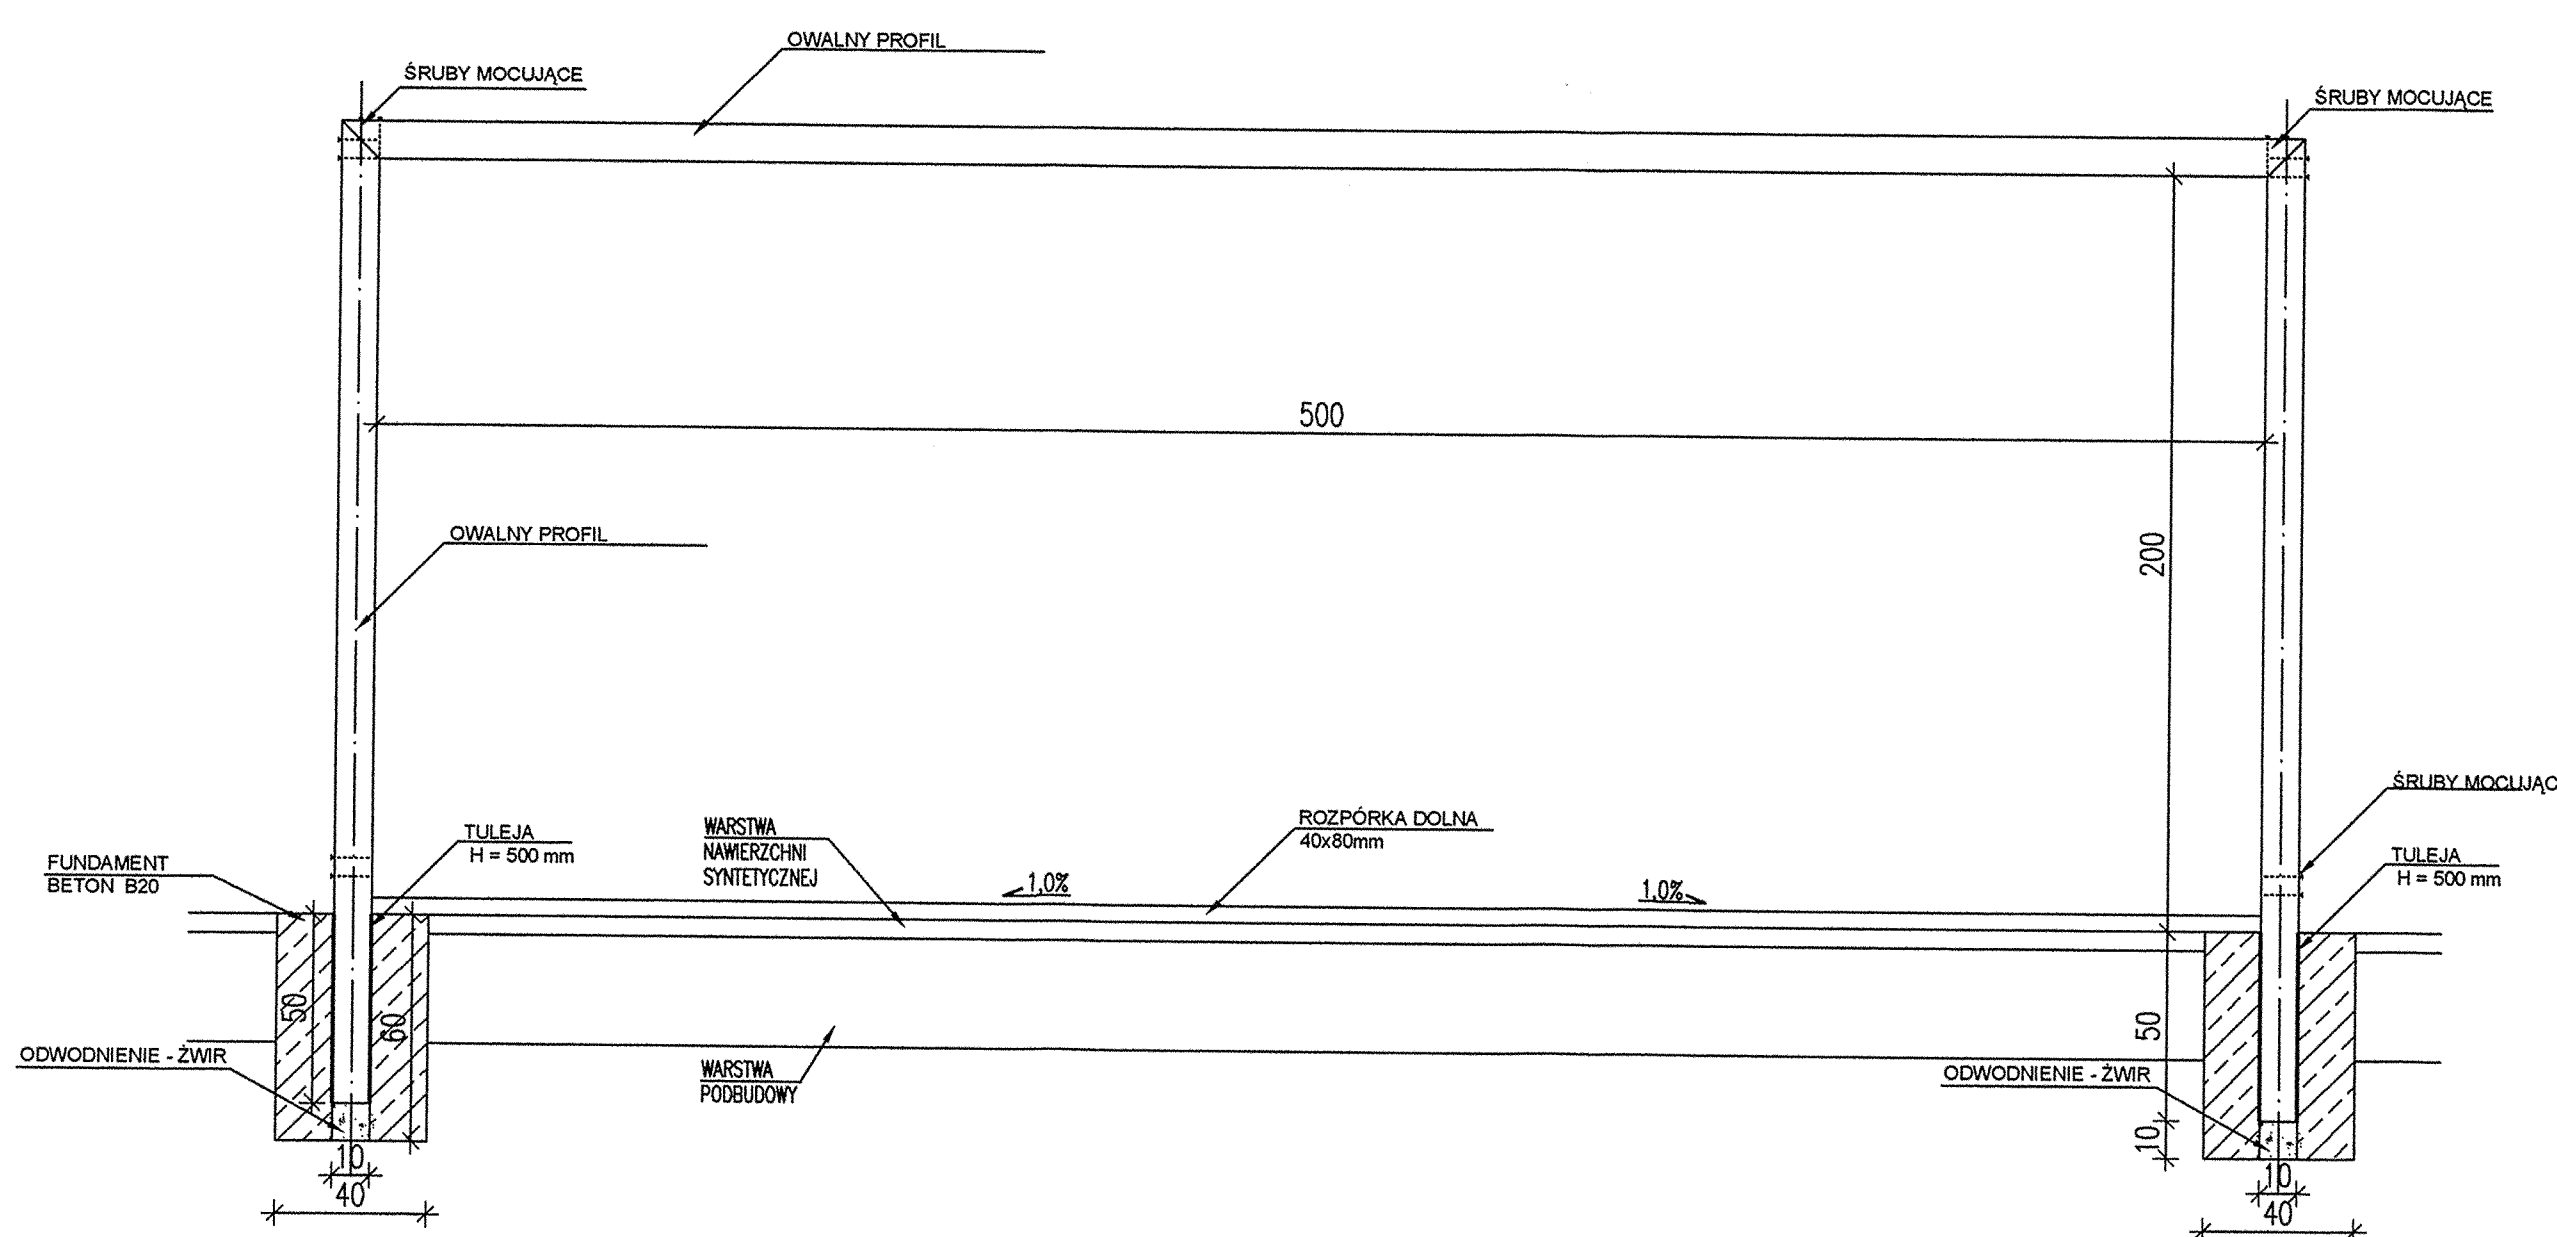 OWALNY PROFIL
ŚRUBY MOCUJĄCE
ŚRUBY MOCUJĄCE
500
OWALNY PROFIL
200
ŚRUBY MOCUJĄC
ROZPÓRKA DOLNA
40x80mm
WARSTWA
NAWIERZCHNI
SYNTETYCZNEJ
TULEJA
H = 500 mm
FUNDAMENT
BETON B20
TULEJA
H = 500 mm
1,0%
1,0%
50
60
50
ODWODNIENIE - ŻWIR
WARSTWA
PODBUDOWY
ODWODNIENIE - ŻWIR
10
10
40
10
40